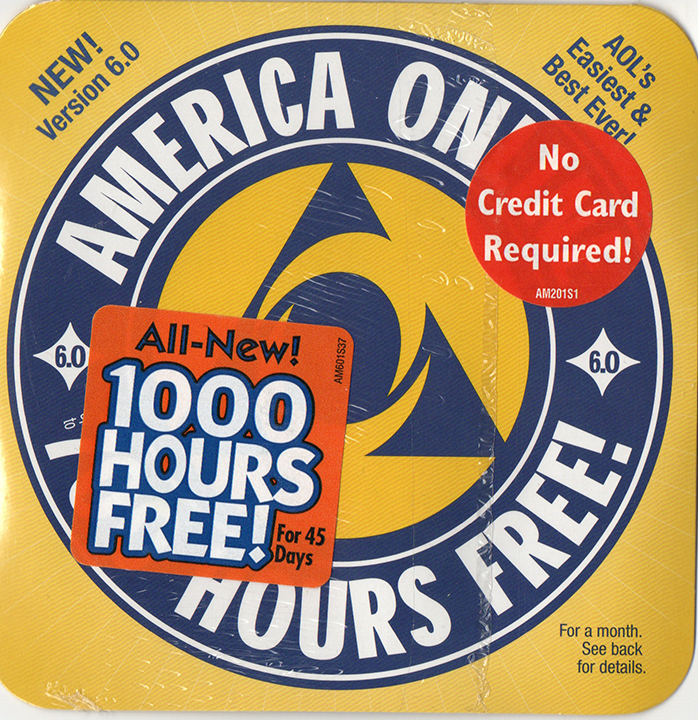 NEW!
Version 6.0
AOL's
Easiest &
Best Ever!
AMERICA ON
No
Credit Card
Required!
AM201S1
6.0
6.0
All-New!
AM601S37
1000
HOURS
FREE!
For 45
Days
HOURS FREE!
For a month.
See back
for details.